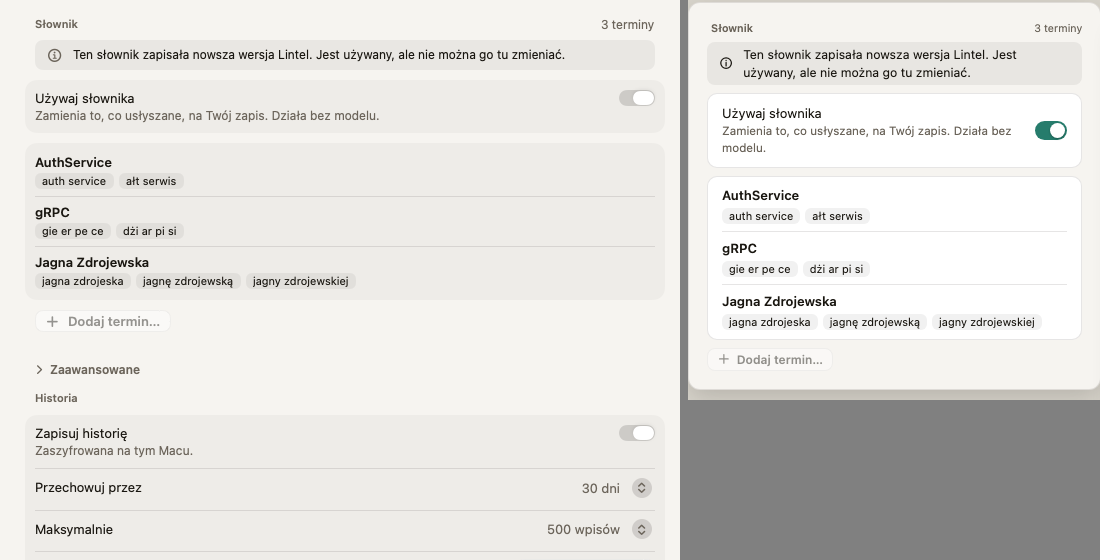 Słownik
3 terminy
Ten słownik zapisała nowsza wersja Lintel. Jest używany, ale nie można go tu zmieniać.
Używaj słownika
Zamienia to, co usłyszane, na Twój zapis. Działa bez modelu.
AuthService
auth service
ałt serwis
gRPC
gie er pe ce
dżi ar pi si
Jagna Zdrojewska
jagna zdrojeska
jagnę zdrojewską
jagny zdrojewskiej
Dodaj termin...
Zaawansowane
Historia
Zapisuj historię
Zaszyfrowana na tym Macu.
Przechowuj przez
30 dni
Maksymalnie
500 wpisów
Słownik
3 terminy
Ten słownik zapisała nowsza wersja Lintel. Jest
używany, ale nie można go tu zmieniać.
Używaj słownika
Zamienia to, co usłyszane, na Twój zapis. Działa bez
modelu.
AuthService
auth service
ałt serwis
gRPC
gie er pe ce
dżi ar pi si
Jagna Zdrojewska
jagna zdrojeska
jagnę zdrojewską
jagny zdrojewskiej
Dodaj termin...